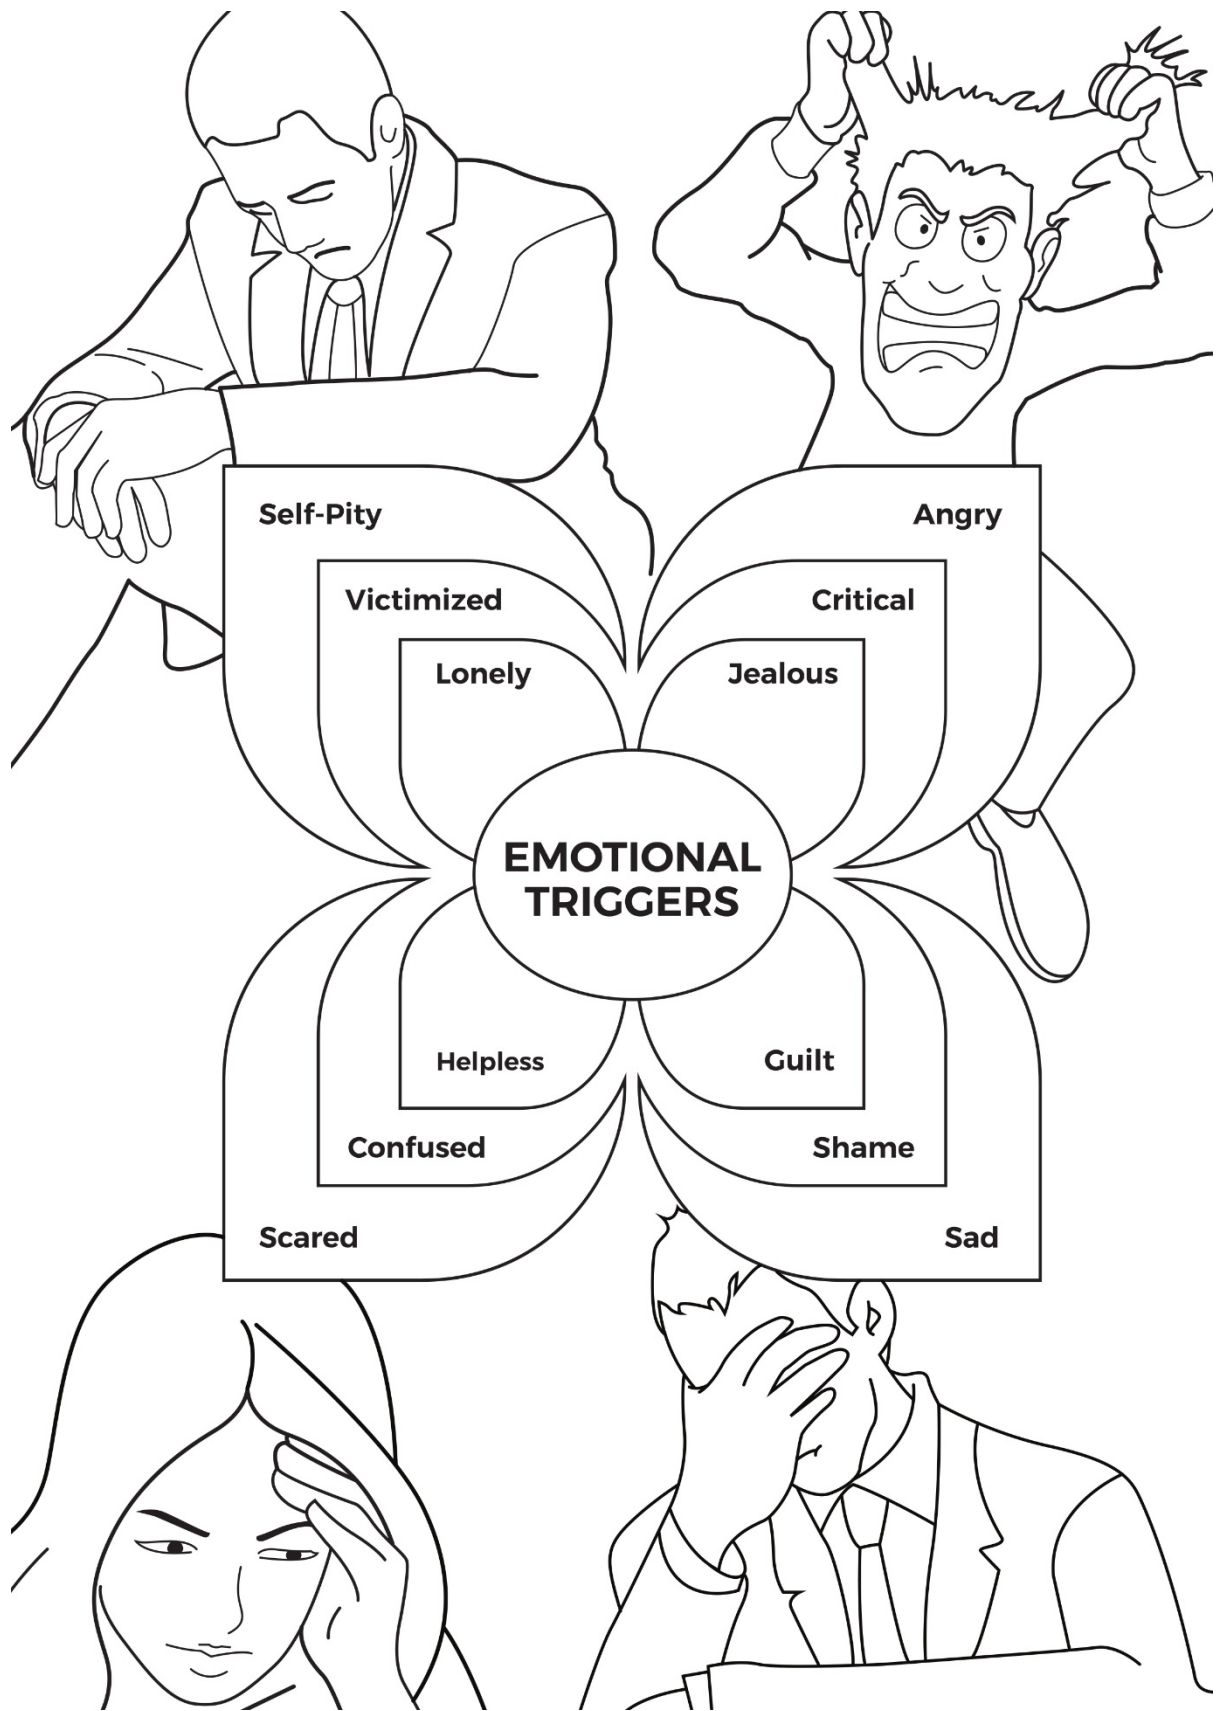 Self-Pity
Angry
Victimized
Critical
Lonely
Jealous
EMOTIONAL
TRIGGERS
Helpless
Guilt
Confused
Shame
Scared
Sad